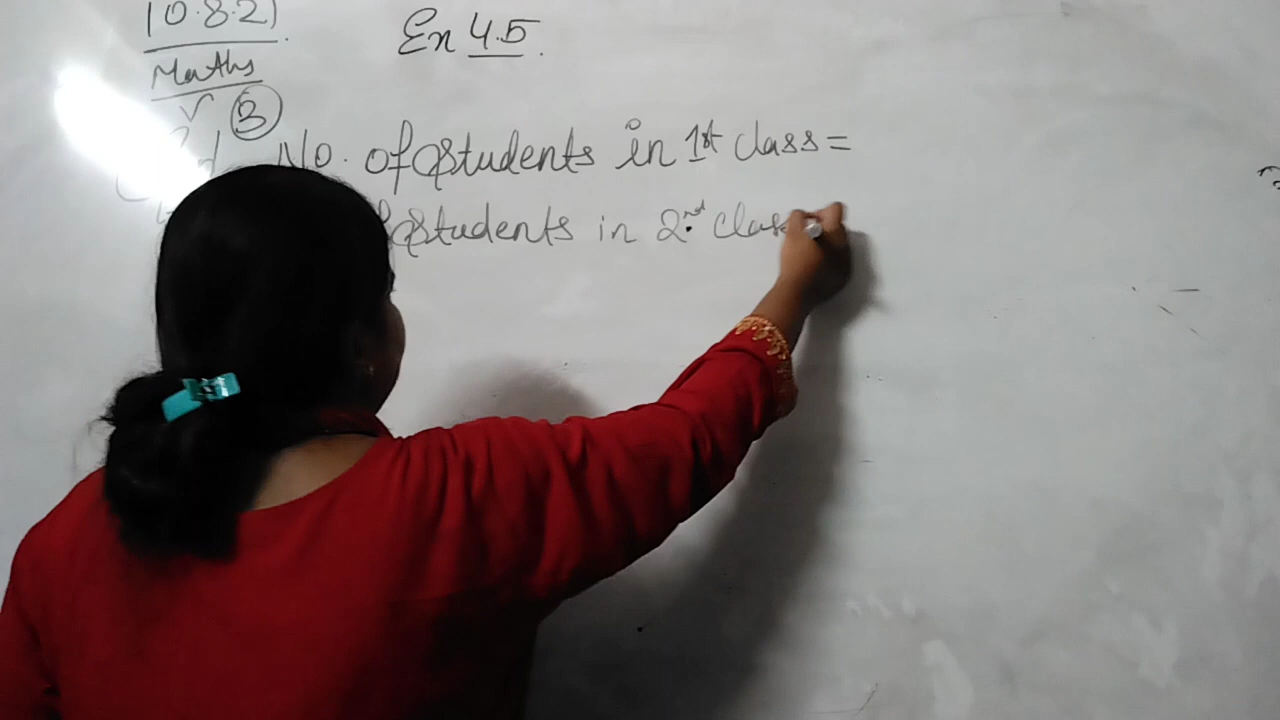 10.8.21.
Ex 4.5.
Maths
③
No. of students in 1st class =
students in 2nd class